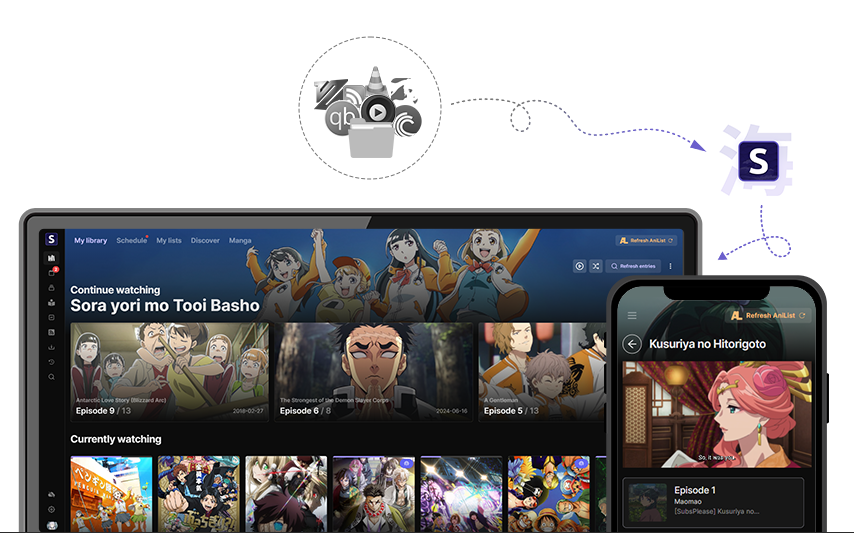 qb
海
S
S
My library Schedule My lists Discover Manga
AL Refresh AniList
Refresh entries
Continue watching
Sora yori mo Tooi Basho
Antarctic Love Story (Blizzard Arc)
Episode 9 / 13
2018-02-27
The Strongest of the Demon Slayer Corps
Episode 6 / 8
2024-06-16
A Gentleman
Episode 5 / 13
Currently watching
AL Refresh AniList
Kusuriya no Hitorigoto
Episode 1
Maomao
[SubsPlease] Kusuriya no...